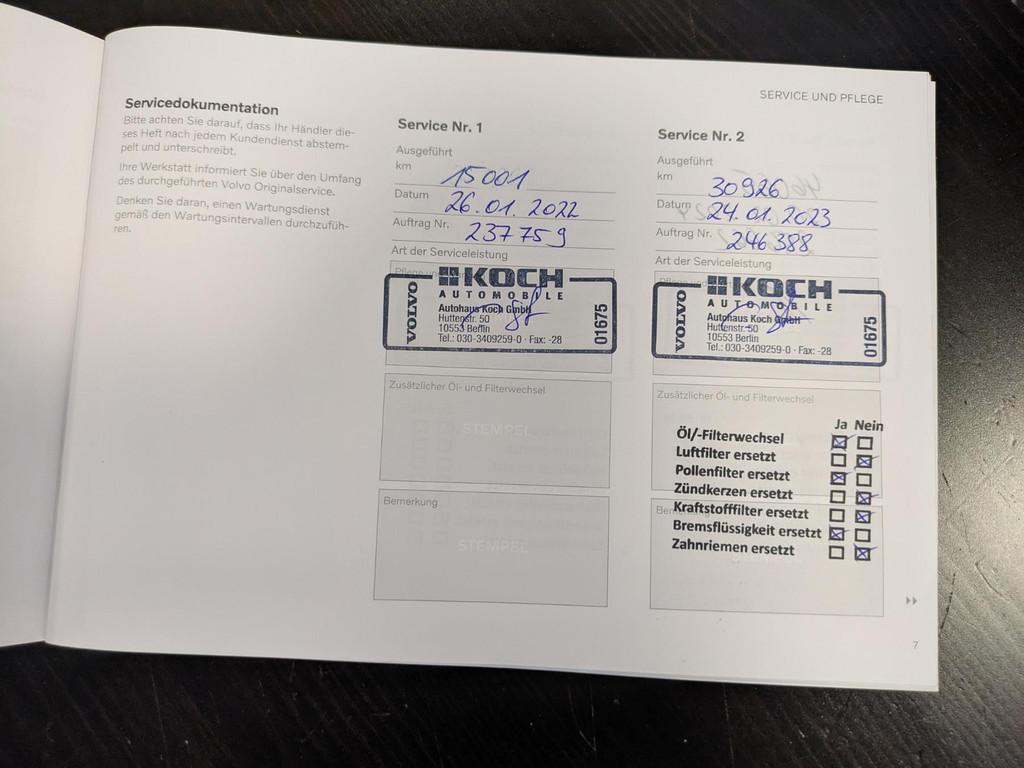 SERVICE UND PFLEGE
Servicedokumentation
Bitte achten Sie darauf, dass Ihr Händler die-
ses Heft nach jedem Kundendienst abstem-
pelt und unterschreibt.
Ihre Werkstatt informiert Sie über den Umfang
des durchgeführten Volvo Originalservice.
Denken Sie daran, einen Wartungsdienst
gemäß den Wartungsintervallen durchzufüh-
ren.
Service Nr. 1
Ausgeführt
km 15001
Datum 26.01.2022
Auftrag Nr. 237759
Art der Serviceleistung
VOLVO
KOCH
AUTOMOBILE
Autohaus Koch GmbH
Huttenstr. 50
10553 Berlin
Tel.: 030-3409259-0 · Fax: -28
01675
Zusätzlicher Öl- und Filterwechsel
STEMPEL
Bemerkung
STEMPEL
Service Nr. 2
Ausgeführt
km 30926
Datum 24.01.2023
Auftrag Nr. 246388
Art der Serviceleistung
VOLVO
KOCH
AUTOMOBILE
Autohaus Koch GmbH
Huttenstr. 50
10553 Berlin
Tel.: 030-3409259-0 · Fax: -28
01675
Zusätzlicher Öl- und Filterwechsel
Ja Nein
Öl/-Filterwechsel ☒ ☐
Luftfilter ersetzt ☐ ☒
Pollenfilter ersetzt ☒ ☐
Zündkerzen ersetzt ☐ ☒
Kraftstofffilter ersetzt ☐ ☒
Bremsflüssigkeit ersetzt ☒ ☐
Zahnriemen ersetzt ☐ ☒
7